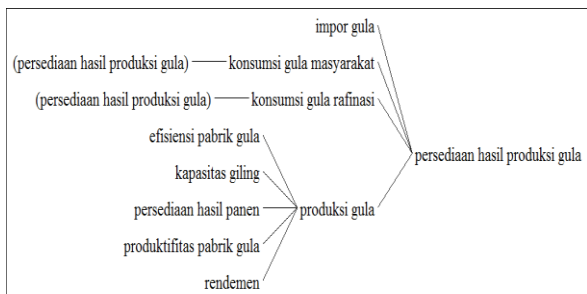 impor gula
(persediaan hasil produksi gula) konsumsi gula masyarakat
(persediaan hasil produksi gula) konsumsi gula rafinasi
efisiensi pabrik gula
persediaan hasil produksi gula
kapasitas giling
persediaan hasil panen produksi gula
produktifitas pabrik gula
rendemen